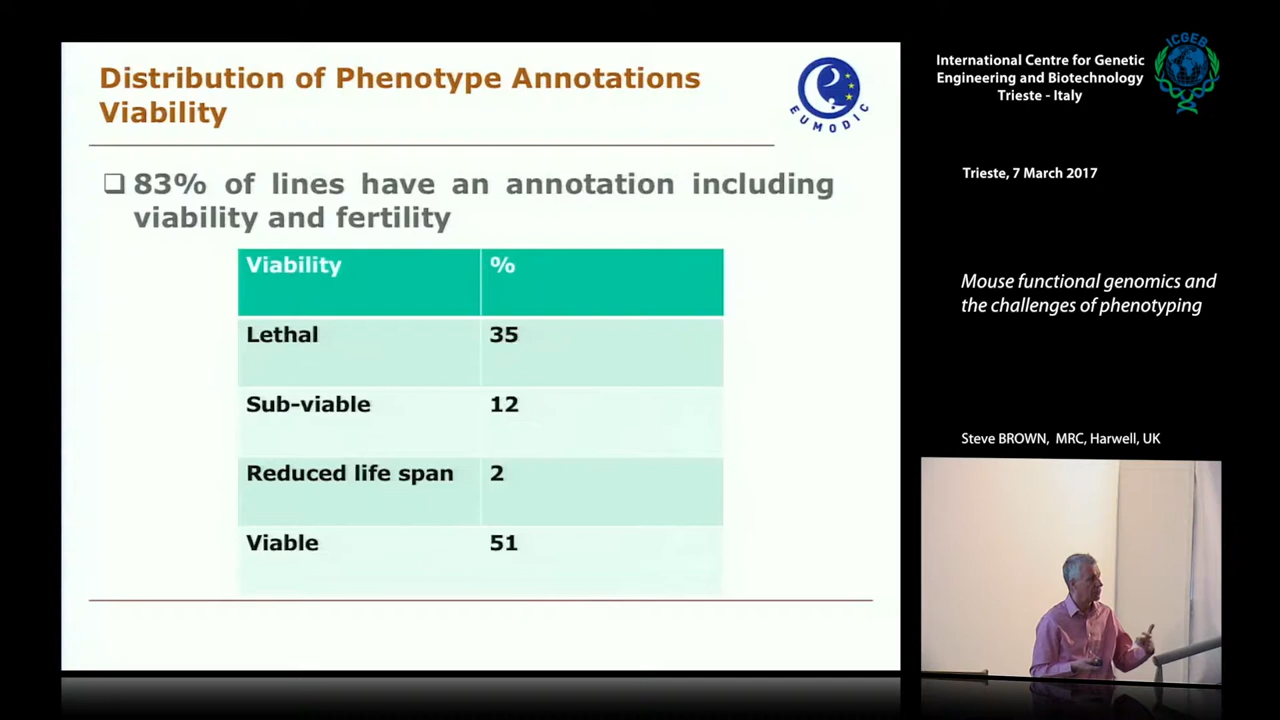 Distribution of Phenotype Annotations
Viability
EUMODIC
83% of lines have an annotation including
viability and fertility
Viability %
Lethal 35
Sub-viable 12
Reduced life span 2
Viable 51
International Centre for Genetic
Engineering and Biotechnology
Trieste - Italy
ICGEB
Trieste, 7 March 2017
Mouse functional genomics and
the challenges of phenotyping
Steve BROWN, MRC, Harwell, UK